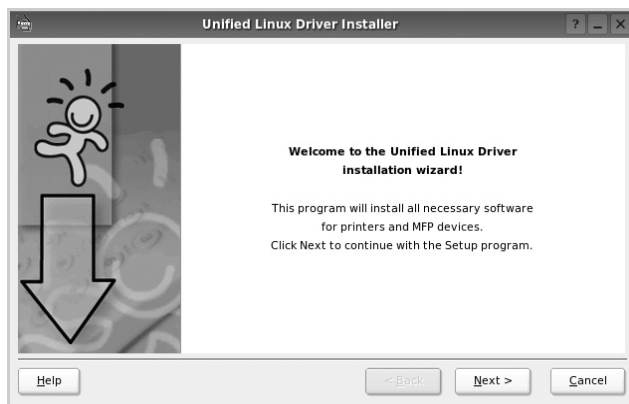 Unified Linux Driver Installer
Welcome to the Unified Linux Driver
installation wizard!
This program will install all necessary software
for printers and MFP devices.
Click Next to continue with the Setup program.
Help
< Back
Next >
Cancel